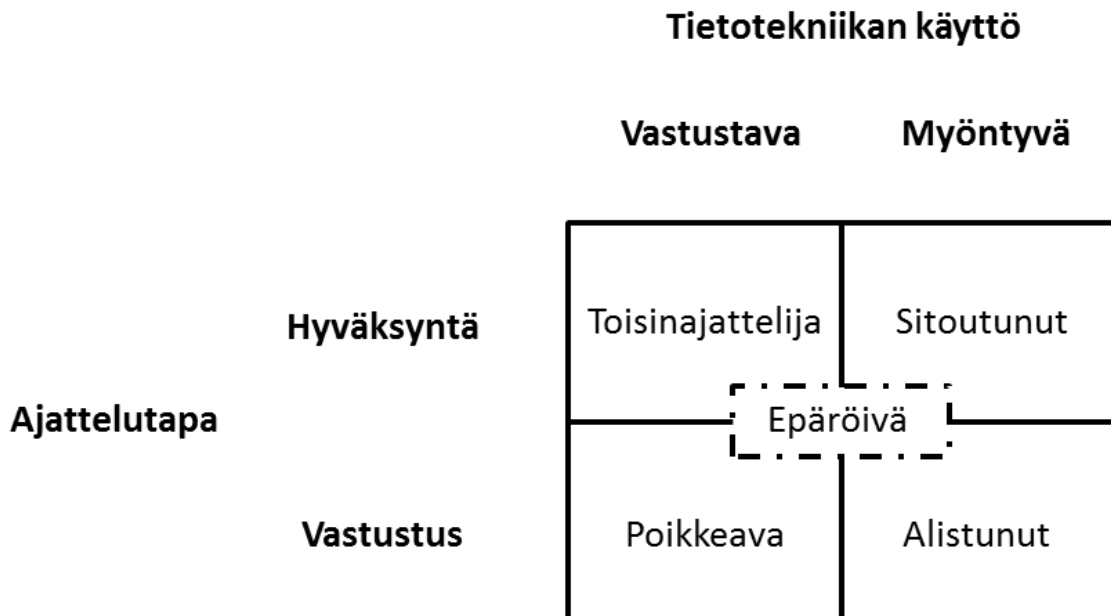 Tietotekniikan käyttö
Vastustava Myöntyvä
Hyväksyntä Toisinajattelija Sitoutunut
Ajattelutapa Epäröivä
Vastustus Poikkeava Alistunut